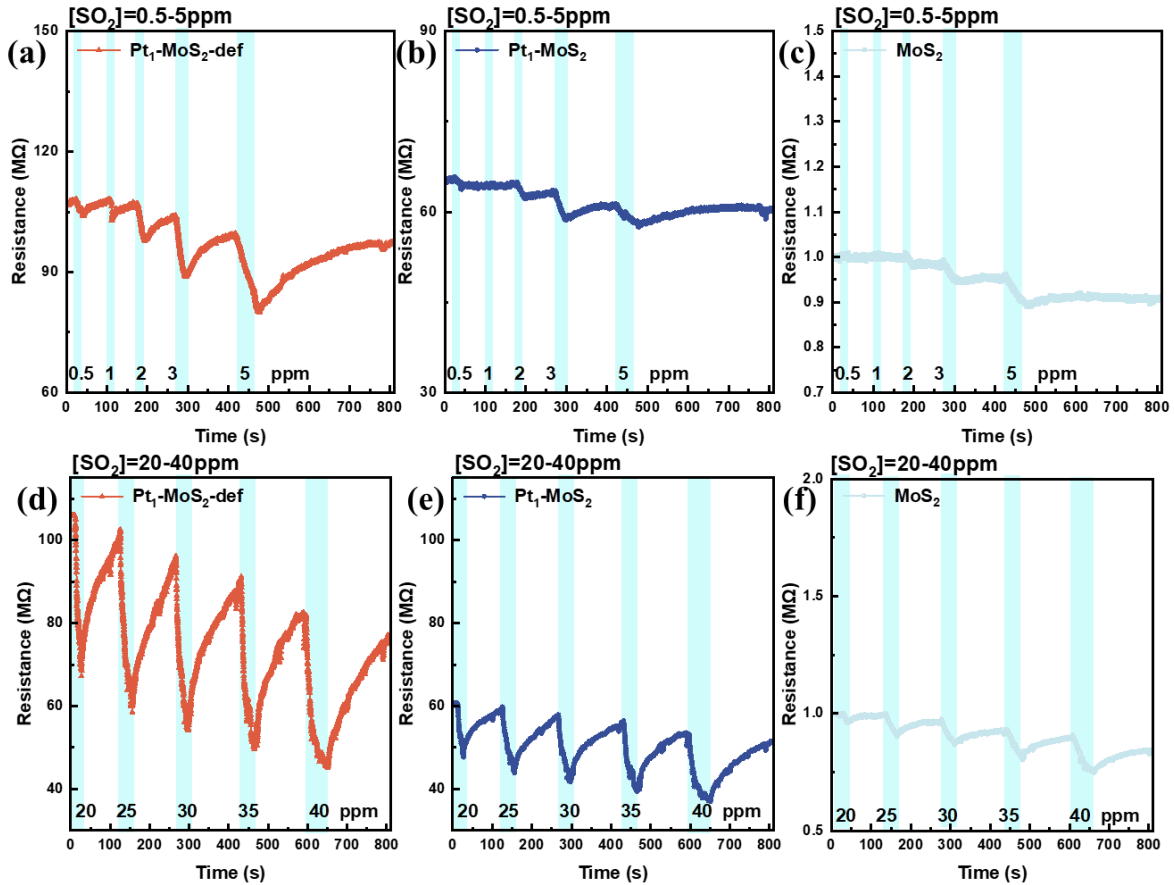 [SO2]=0.5-5ppm
(a)
Pt1-MoS2-def
Resistance (MΩ)
150
120
90
60
0.5 1 2 3 5 ppm
0 100 200 300 400 500 600 700 800
Time (s)
[SO2]=0.5-5ppm
(b)
Pt1-MoS2
Resistance (MΩ)
90
60
30
0.5 1 2 3 5 ppm
0 100 200 300 400 500 600 700 800
Time (s)
[SO2]=0.5-5ppm
(c)
MoS2
Resistance (MΩ)
1.5
1.4
1.3
1.2
1.1
1.0
0.9
0.8
0.7
0.5 1 2 3 5 ppm
0 100 200 300 400 500 600 700 800
Time (s)
[SO2]=20-40ppm
(d)
Pt1-MoS2-def
Resistance (MΩ)
100
80
60
40
20 25 30 35 40 ppm
0 100 200 300 400 500 600 700 800
Time (s)
[SO2]=20-40ppm
(e)
Pt1-MoS2
Resistance (MΩ)
100
80
60
40
20 25 30 35 40 ppm
0 100 200 300 400 500 600 700 800
Time (s)
[SO2]=20-40ppm
(f)
MoS2
Resistance (MΩ)
2.0
1.5
1.0
0.5
20 25 30 35 40 ppm
0 100 200 300 400 500 600 700 800
Time (s)